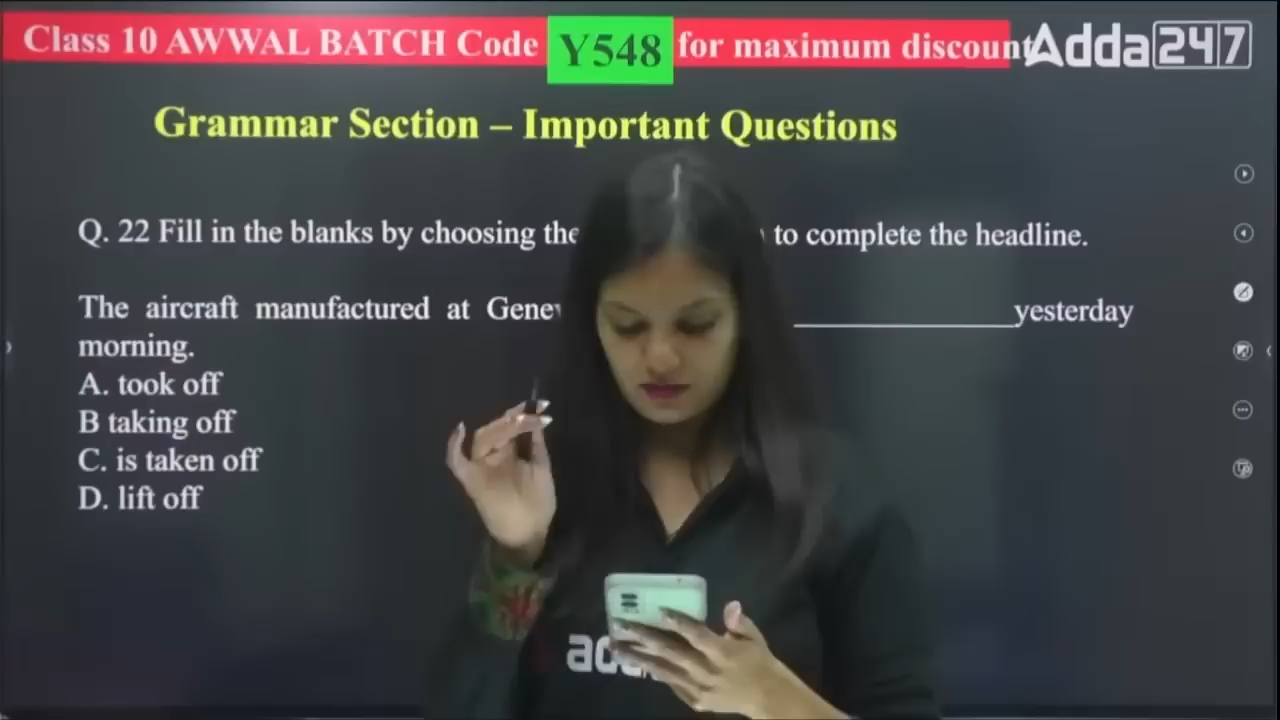 Class 10 AWWAL BATCH Code Y548 for maximum discount
Adda247
Grammar Section – Important Questions
Q. 22 Fill in the blanks by choosing the to complete the headline.
The aircraft manufactured at ______________yesterday
morning.
A. took off
B taking off
C. is taken off
D. lift off